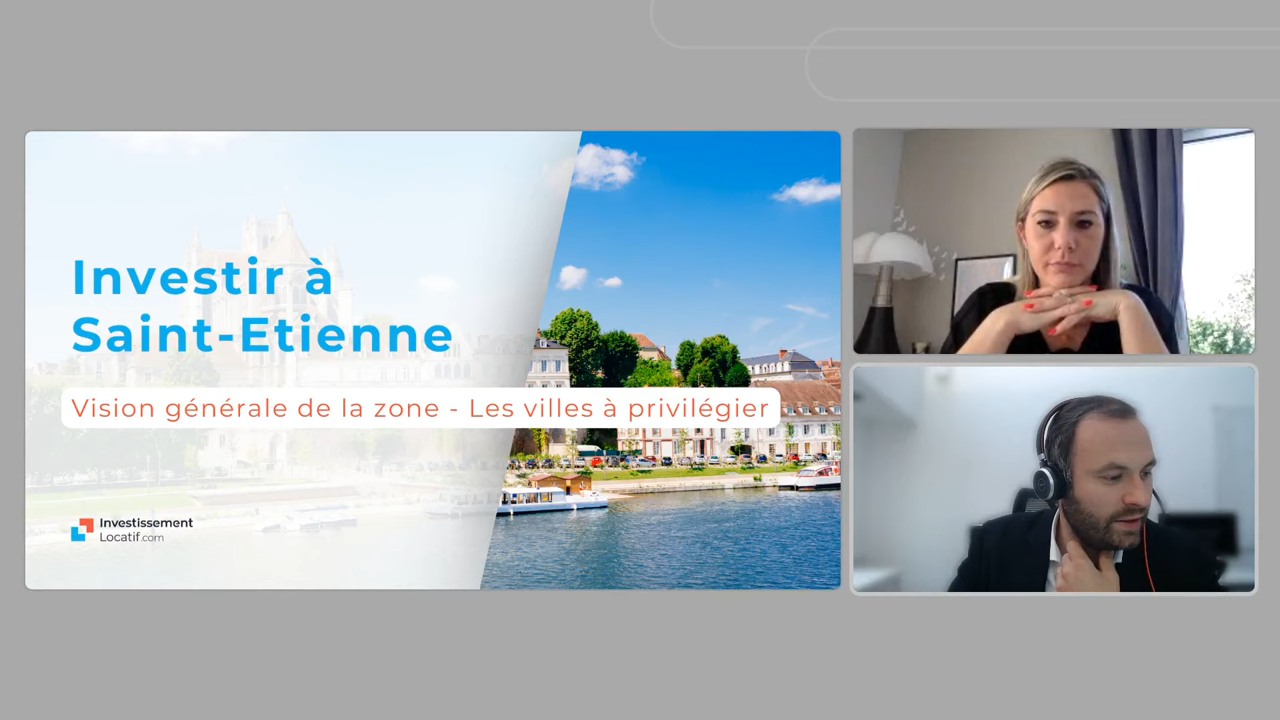 Investir à
Saint-Etienne
Vision générale de la zone - Les villes à privilégier
Investissement
Locatif.com